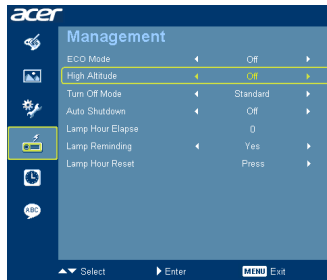 acer
Management
ECO Mode Off
High Altitude Off
Turn Off Mode Standard
Auto Shutdown Off
Lamp Hour Elapse 0
Lamp Reminding Yes
Lamp Hour Reset Press
ABC
Select Enter MENU Exit